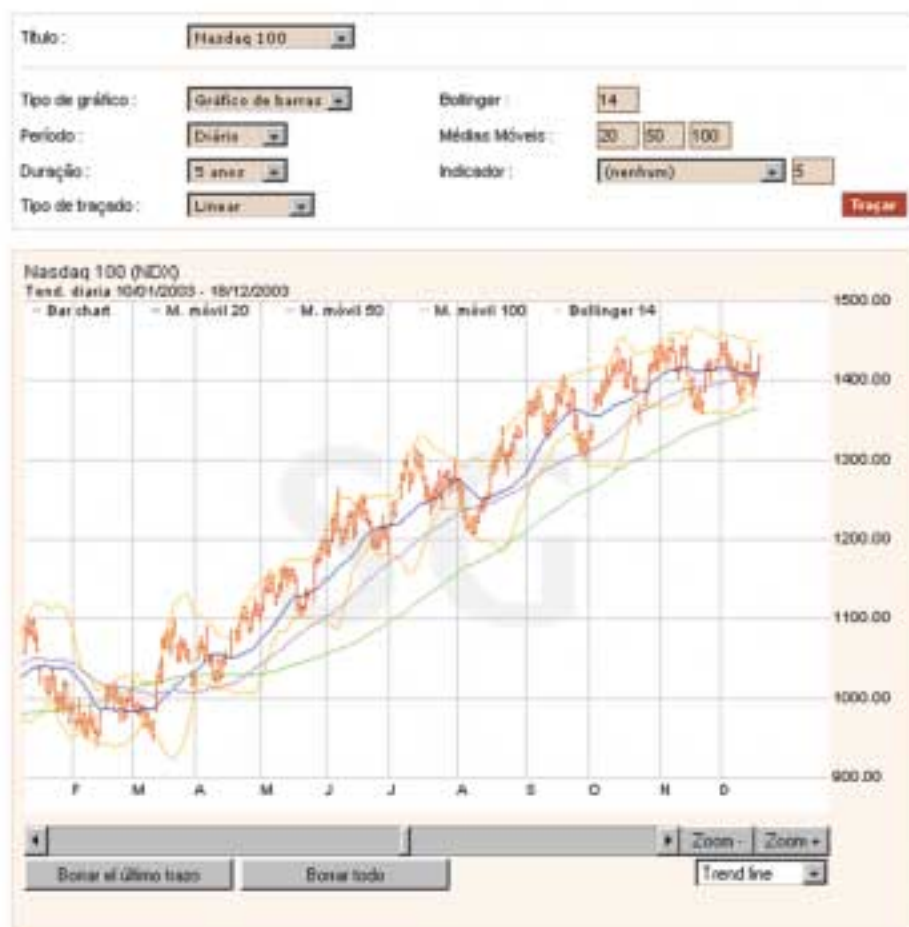 Título : Nasdaq 100
Tipo de gráfico : Gráfico de barras Bollinger : 14
Período : Diário Médias Móveis : 20 50 100
Duração : 5 anos Indicador : (nenhum) 5
Tipo de traçado : Linear Traçar
Nasdaq 100 (NDX)
Tend. diaria 10/01/2003 - 18/12/2003
Bar chart M. móvil 20 M. móvil 50 M. móvil 100 Bollinger 14
1500.00
1400.00
1300.00
1200.00
1100.00
1000.00
900.00
F M A M J J A S O N D
SG
Zoom - Zoom +
Borrar el último trazo Borrar todo Trend line